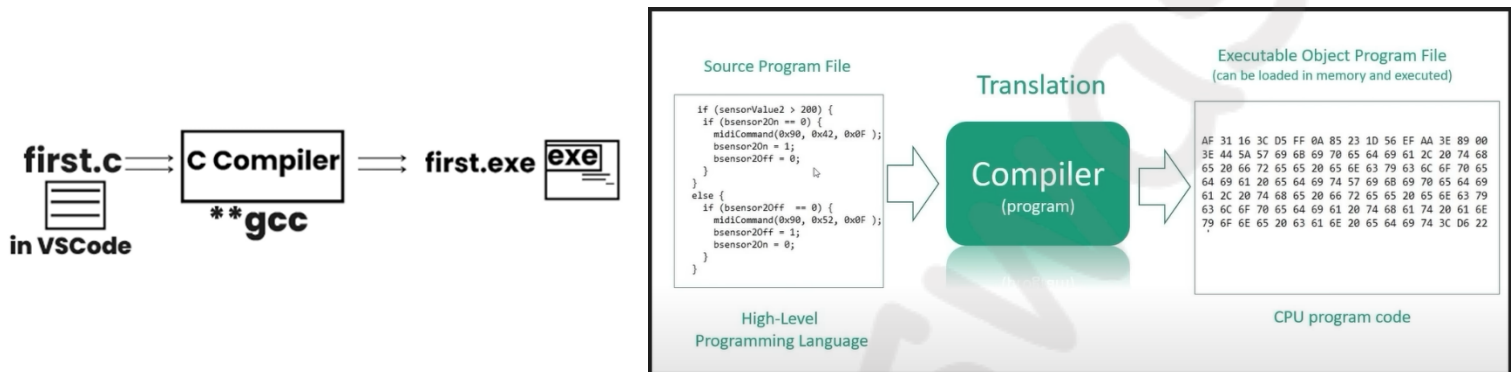 first.c
in VSCode
C Compiler
**gcc
first.exe
exe
Source Program File
if (sensorValue2 > 200) {
if (bsensor2On == 0) {
midiCommand(0x90, 0x42, 0x0F );
bsensor2On = 1;
bsensor2Off = 0;
}
}
else {
if (bsensor2Off == 0) {
midiCommand(0x90, 0x52, 0x0F );
bsensor2Off = 1;
bsensor2On = 0;
}
}
High-Level
Programming Language
Translation
Compiler
(program)
Executable Object Program File
(can be loaded in memory and executed)
AF 31 16 3C D5 FF 0A 85 23 1D 56 EF AA 3E 89 00
3E 44 5A 57 69 6B 69 70 65 64 69 61 2C 20 74 68
65 20 66 72 65 65 20 65 6E 63 79 63 6C 6F 70 65
64 69 61 20 65 64 69 74 57 69 6B 69 70 65 64 69
61 2C 20 74 68 65 20 66 72 65 65 20 65 6E 63 79
63 6C 6F 70 65 64 69 61 20 74 68 61 74 20 61 6E
79 6F 6E 65 20 63 61 6E 20 65 64 69 74 3C D6 22
CPU program code